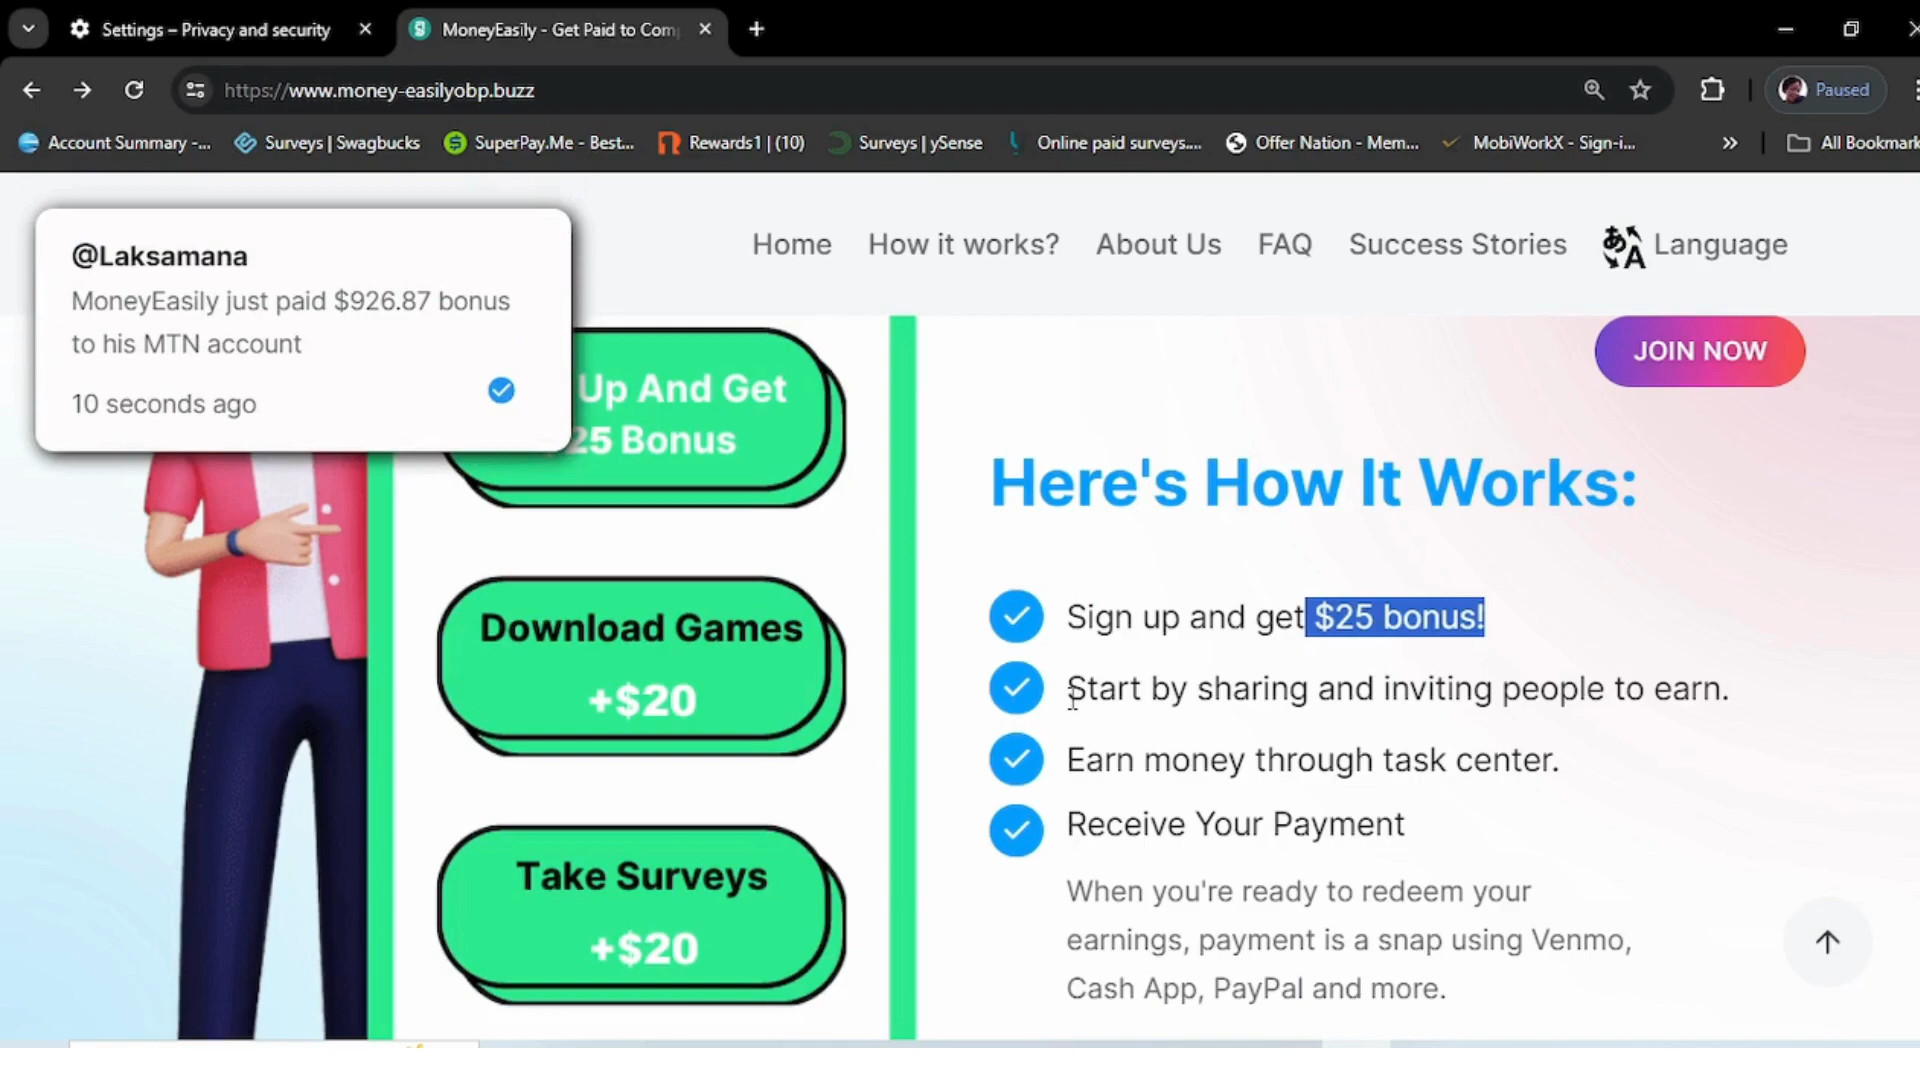 Settings – Privacy and security
MoneyEasily - Get Paid to Com
https://www.money-easilyobp.buzz
Paused
Account Summary -...
Surveys | Swagbucks
SuperPay.Me - Best...
Rewards1 | (10)
Surveys | ySense
Online paid surveys....
Offer Nation - Mem...
MobiWorkX - Sign-i...
All Bookmark
@Laksamana
MoneyEasily just paid $926.87 bonus
to his MTN account
10 seconds ago
Home
How it works?
About Us
FAQ
Success Stories
Language
JOIN NOW
Up And Get
25 Bonus
Download Games
+$20
Take Surveys
+$20
Here's How It Works:
Sign up and get $25 bonus!
Start by sharing and inviting people to earn.
Earn money through task center.
Receive Your Payment
When you're ready to redeem your
earnings, payment is a snap using Venmo,
Cash App, PayPal and more.